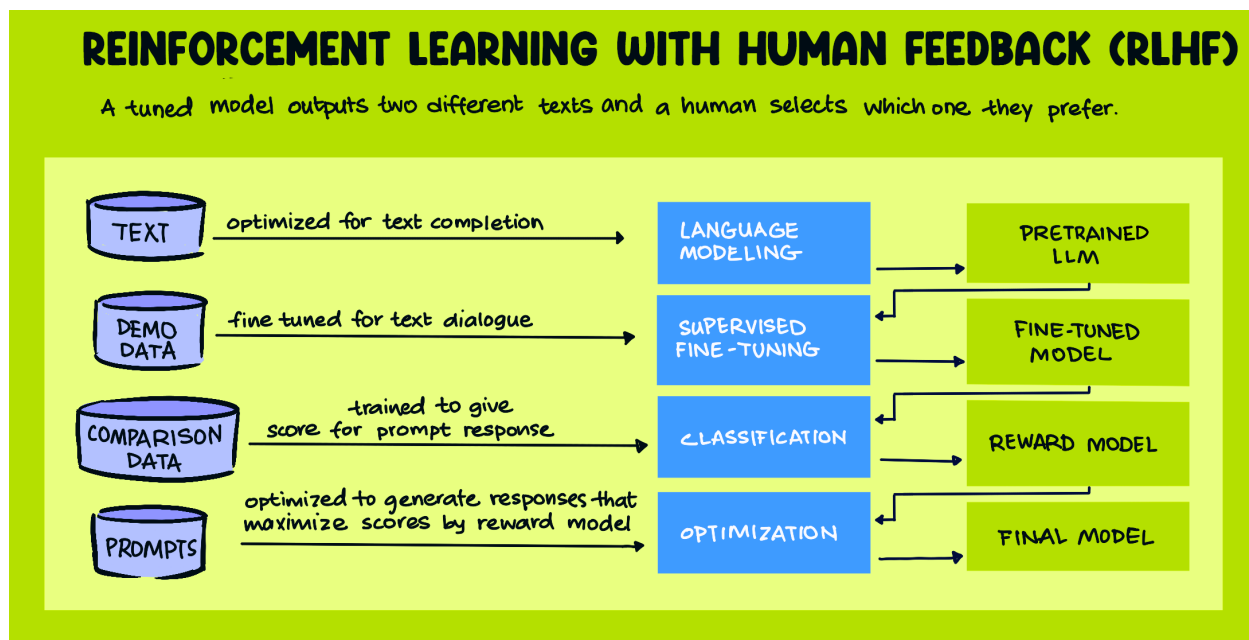 REINFORCEMENT LEARNING WITH HUMAN FEEDBACK (RLHF)
A tuned model outputs two different texts and a human selects which one they prefer.
TEXT
optimized for text completion
LANGUAGE
MODELING
PRETRAINED
LLM
DEMO
DATA
fine tuned for text dialogue
SUPERVISED
FINE-TUNING
FINE-TUNED
MODEL
COMPARISON
DATA
trained to give
score for prompt response
CLASSIFICATION
REWARD MODEL
PROMPTS
optimized to generate responses that
maximize scores by reward model
OPTIMIZATION
FINAL MODEL